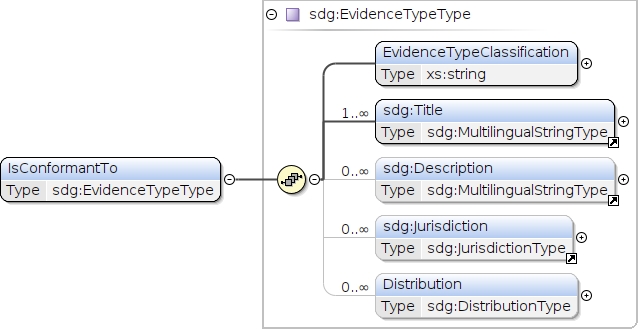 sdg:EvidenceTypeType
EvidenceTypeClassification
Type xs:string
1..∞
sdg:Title
Type sdg:MultilingualStringType
IsConformantTo
Type sdg:EvidenceTypeType
0..∞
sdg:Description
Type sdg:MultilingualStringType
0..∞
sdg:Jurisdiction
Type sdg:JurisdictionType
0..∞
Distribution
Type sdg:DistributionType